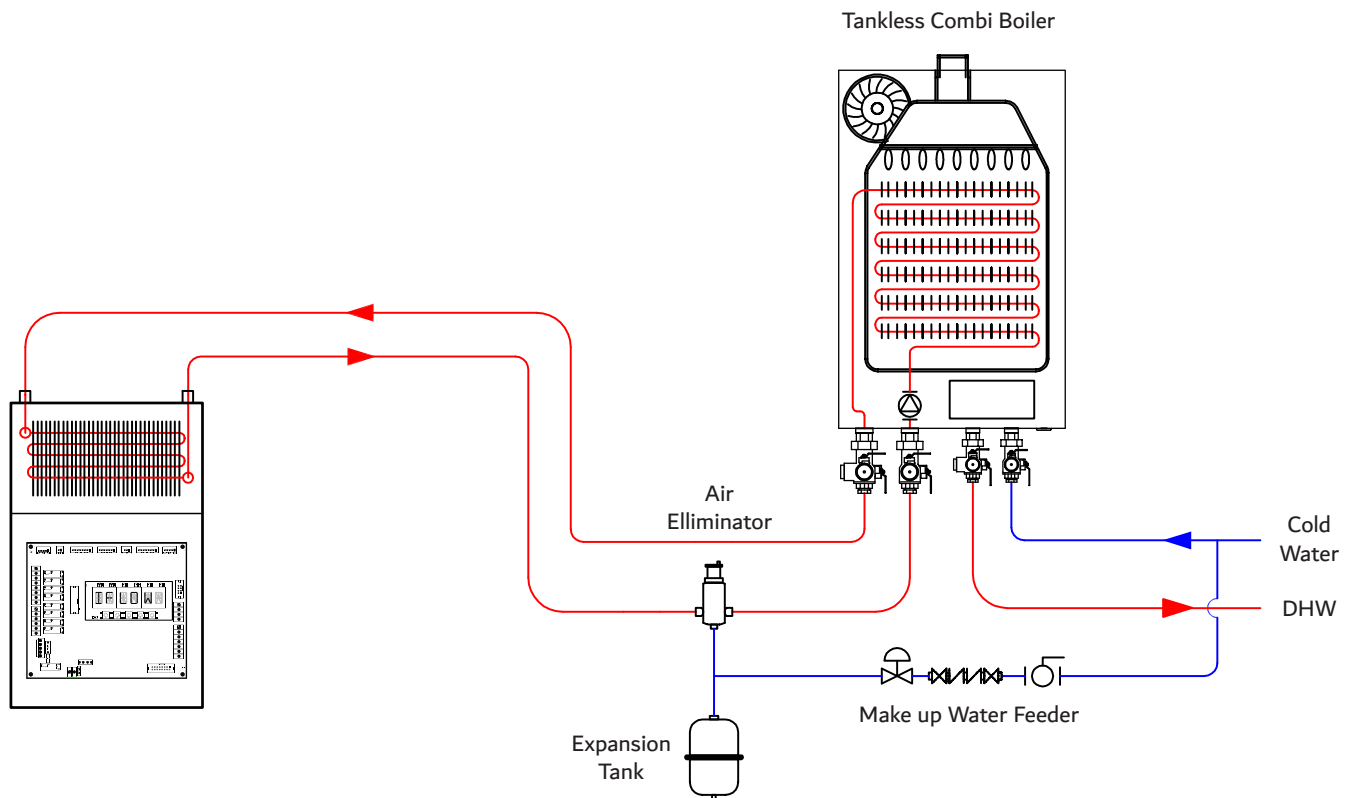 Tankless Combi Boiler
Air
Elliminator
Cold
Water
DHW
Make up Water Feeder
Expansion
Tank